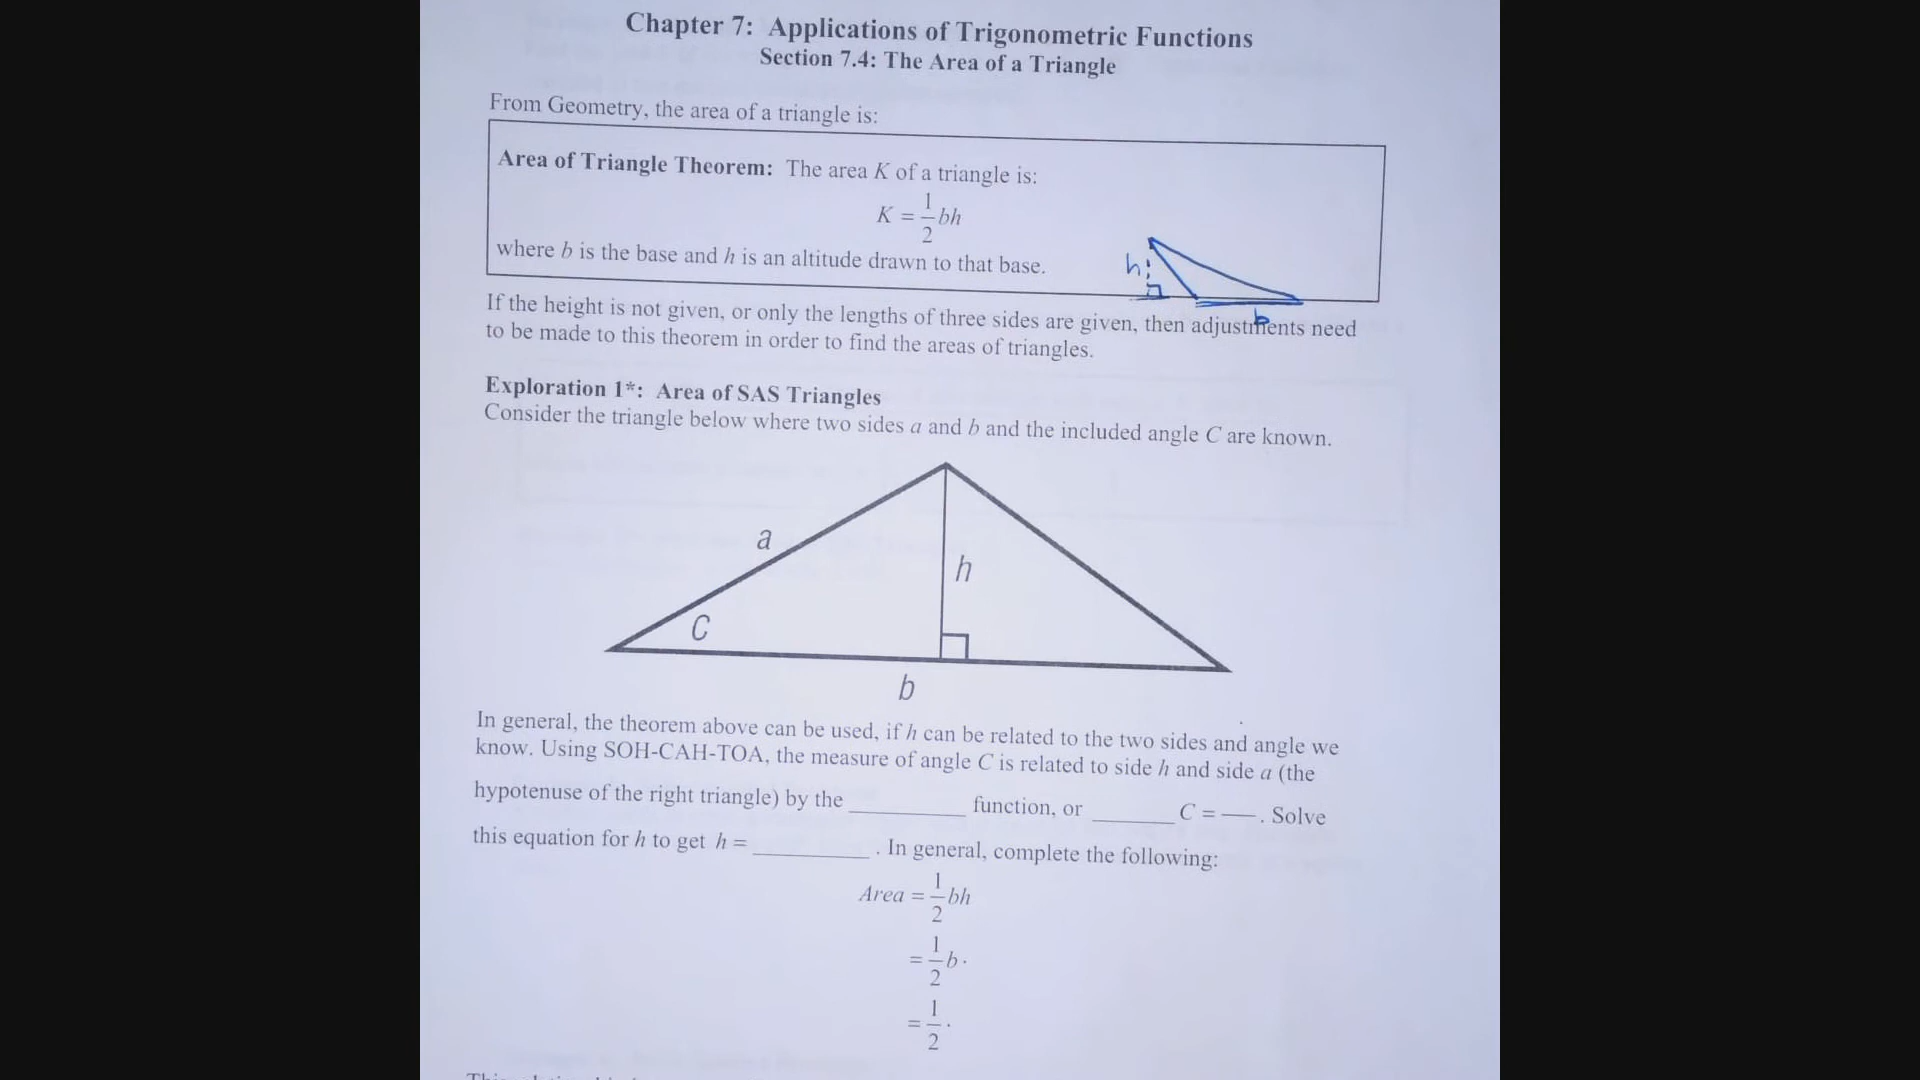 Chapter 7: Applications of Trigonometric Functions
Section 7.4: The Area of a Triangle
From Geometry, the area of a triangle is:
Area of Triangle Theorem: The area K of a triangle is:
K = 1/2 bh
where b is the base and h is an altitude drawn to that base.
h
b
If the height is not given, or only the lengths of three sides are given, then adjustments need
to be made to this theorem in order to find the areas of triangles.
Exploration 1*: Area of SAS Triangles
Consider the triangle below where two sides a and b and the included angle C are known.
a
h
C
b
In general, the theorem above can be used, if h can be related to the two sides and angle we
know. Using SOH-CAH-TOA, the measure of angle C is related to side h and side a (the
hypotenuse of the right triangle) by the __________ function, or _______ C = —. Solve
this equation for h to get h = __________. In general, complete the following:
Area = 1/2 bh
= 1/2 b ·
= 1/2 ·